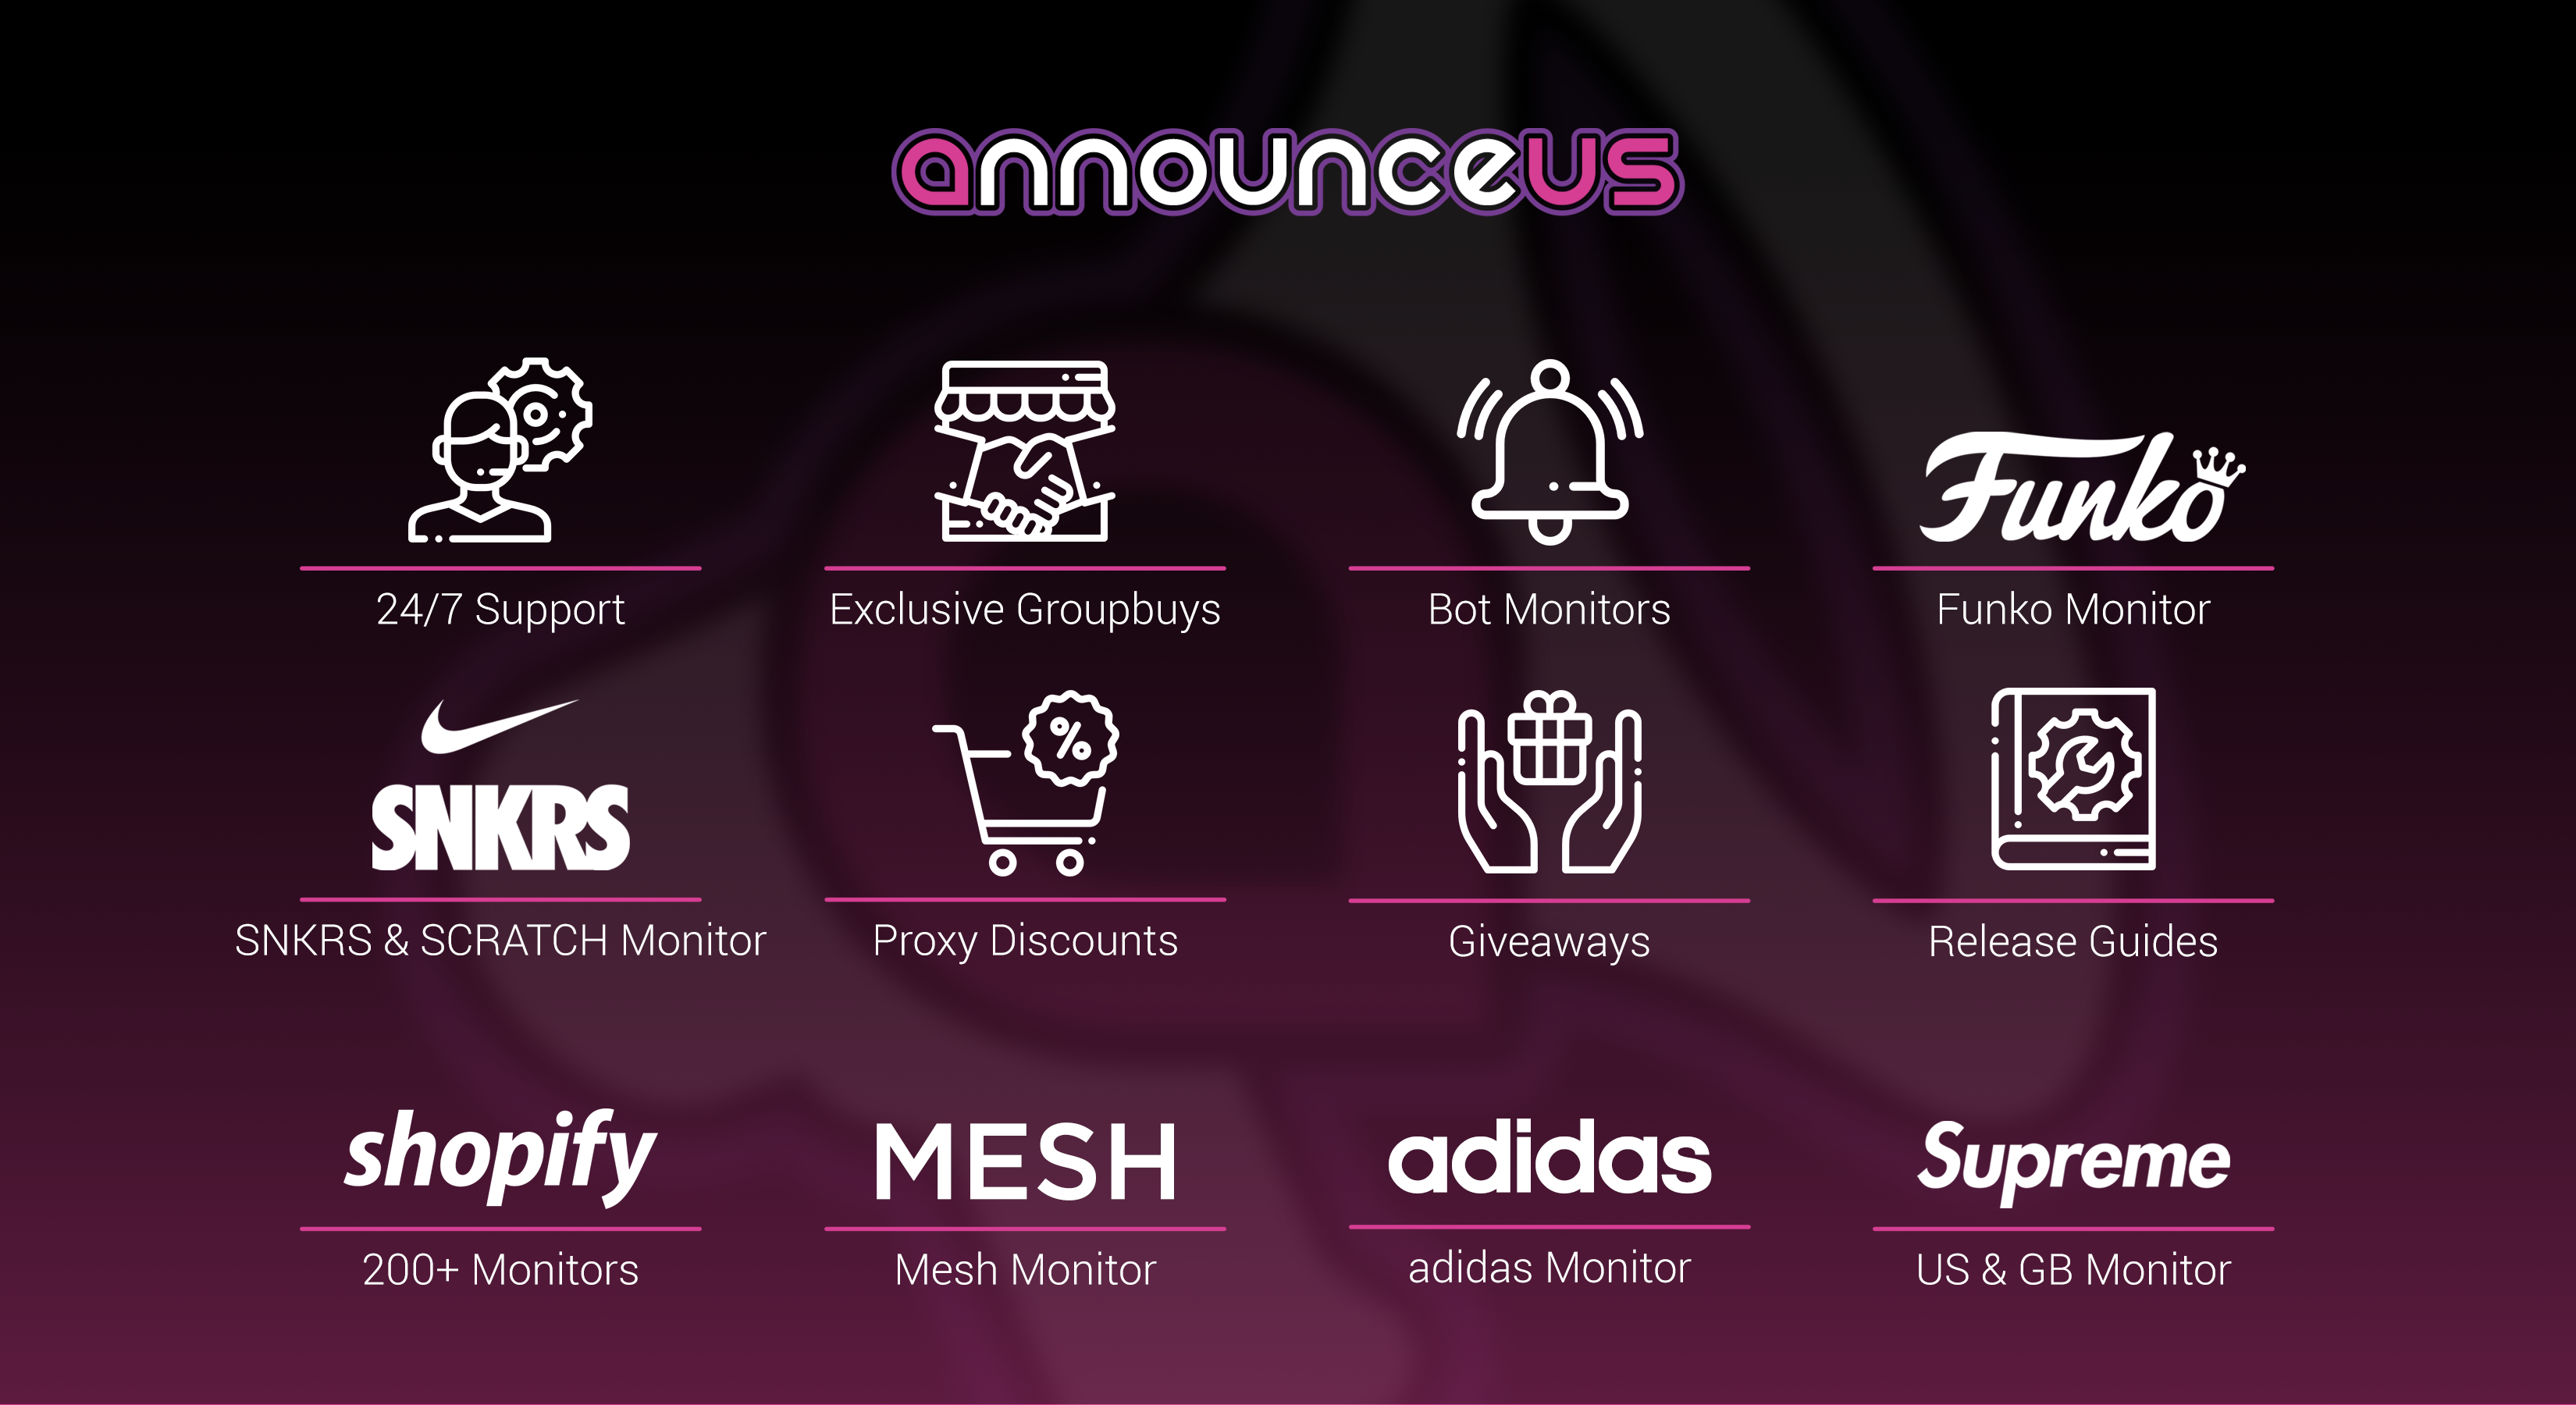 announceus
Funko
24/7 Support
Exclusive Groupbuys
Bot Monitors
Funko Monitor
%
SNKRS
SNKRS & SCRATCH Monitor
Proxy Discounts
Giveaways
Release Guides
shopify
MESH
adidas
Supreme
200+ Monitors
Mesh Monitor
adidas Monitor
US & GB Monitor